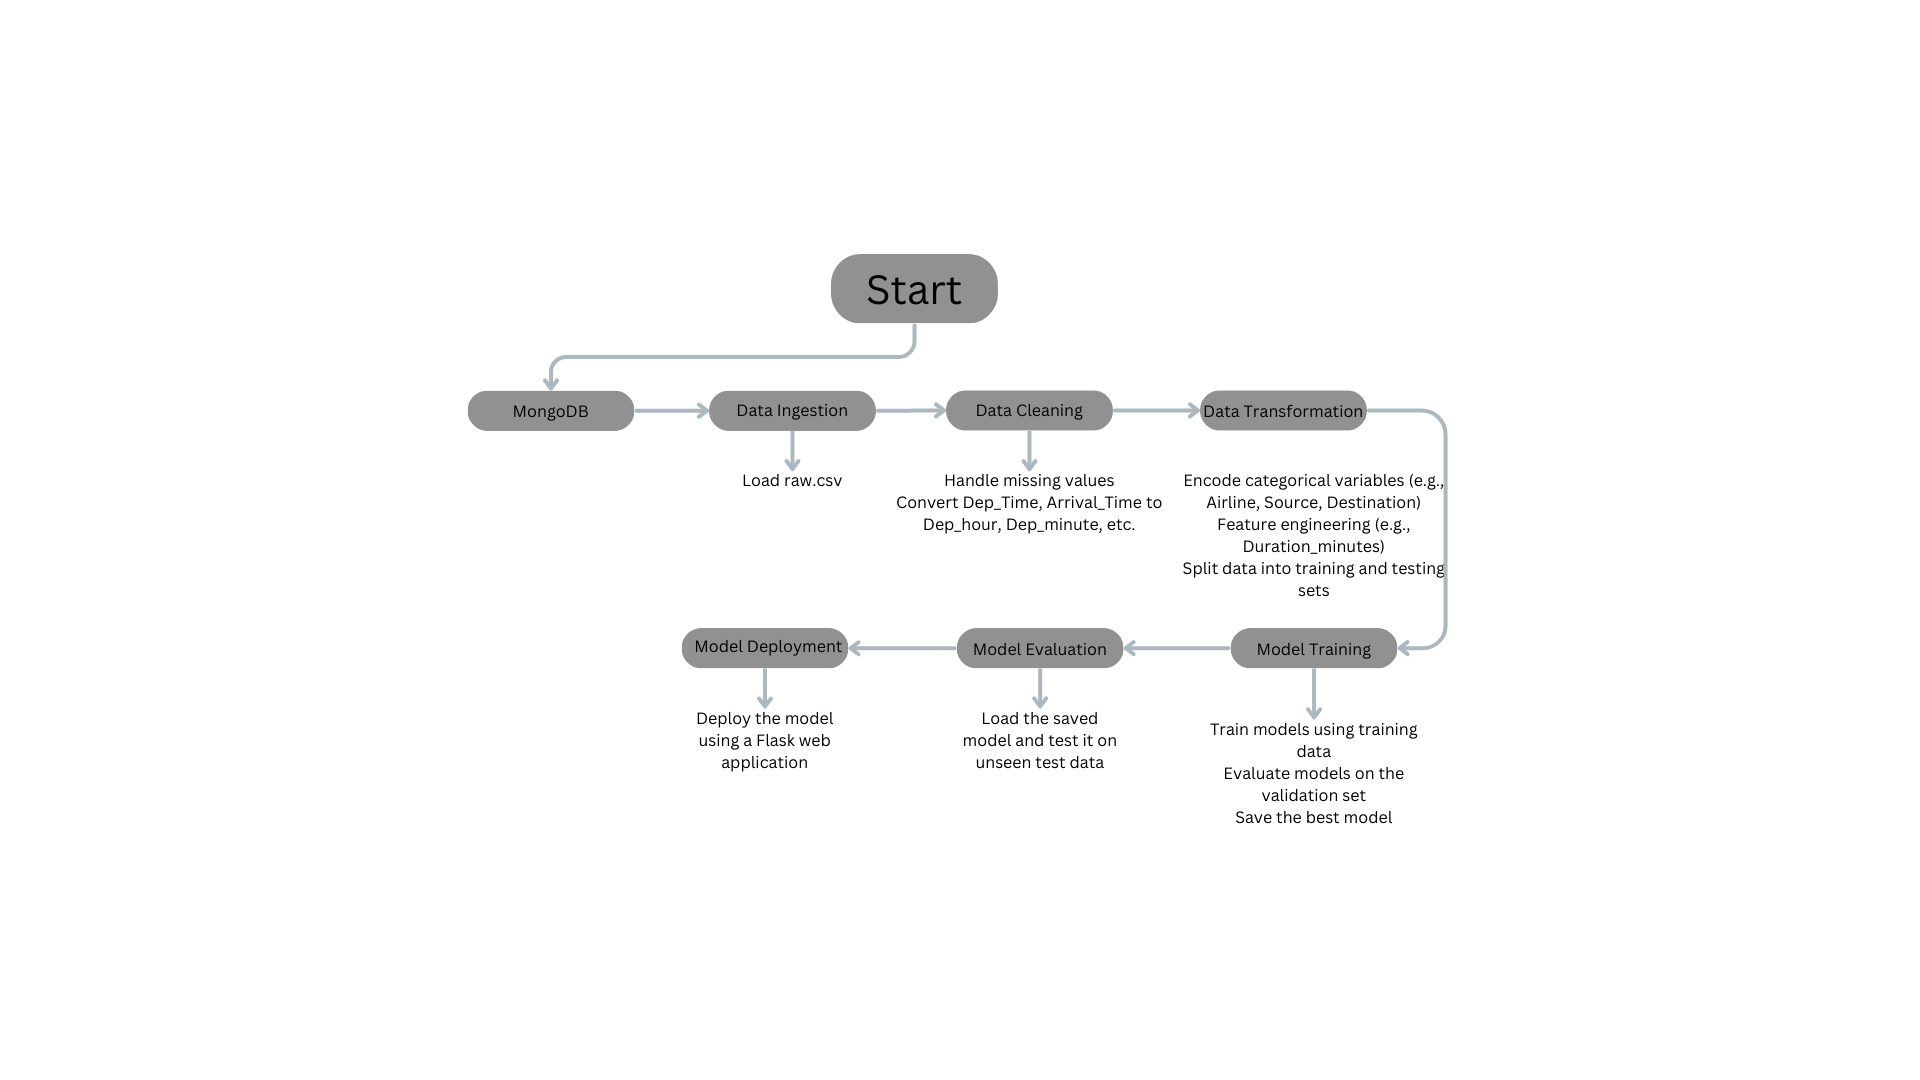 Start
MongoDB
Data Ingestion
Data Cleaning
Data Transformation
Load raw.csv
Handle missing values
Convert Dep_Time, Arrival_Time to
Dep_hour, Dep_minute, etc.
Encode categorical variables (e.g.,
Airline, Source, Destination)
Feature engineering (e.g.,
Duration_minutes)
Split data into training and testing
sets
Model Deployment
Model Evaluation
Model Training
Deploy the model
using a Flask web
application
Load the saved
model and test it on
unseen test data
Train models using training
data
Evaluate models on the
validation set
Save the best model